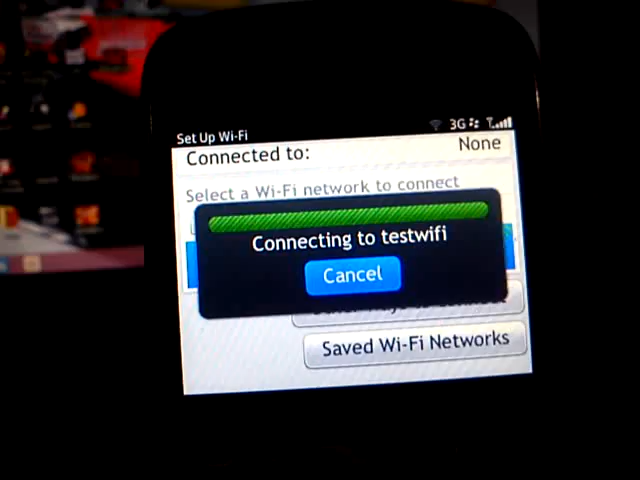 Set Up Wi-Fi
3G
Connected to:
None
Select a Wi-Fi network to connect
Connecting to testwifi
Cancel
Saved Wi-Fi Networks